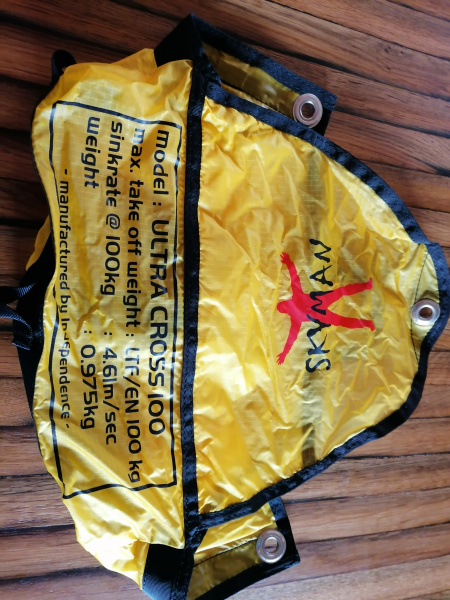 model : ULTRA CROSS 100
max. take off weight : LTF/EN 100 kg
Sinkrate @ 100kg : 4.61m/sec
weight : 0.975kg
- manufactured by Independence -
SKYMAN